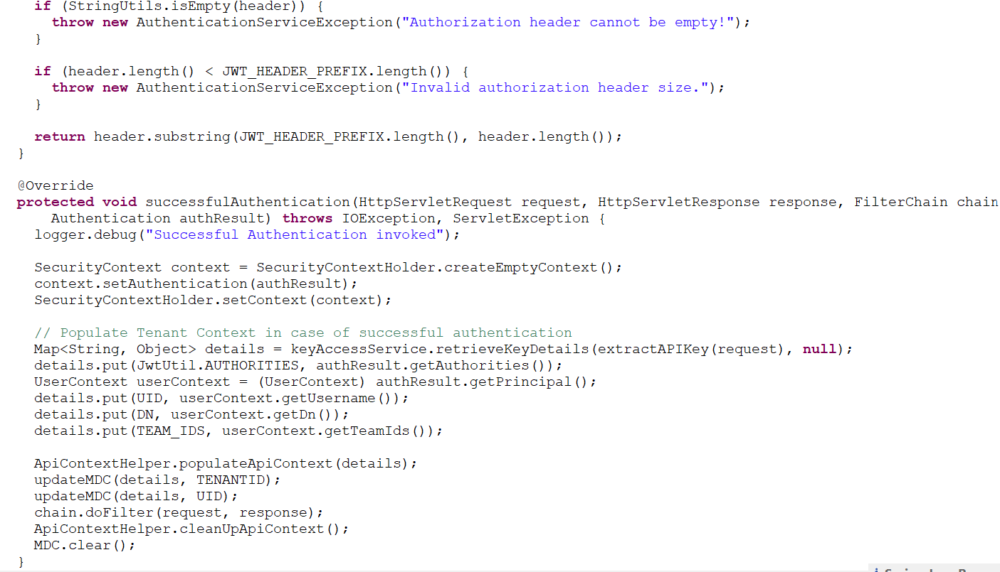 if (StringUtils.isEmpty(header)) {
throw new AuthenticationServiceException("Authorization header cannot be empty!");
}
if (header.length() < JWT_HEADER_PREFIX.length()) {
throw new AuthenticationServiceException("Invalid authorization header size.");
}
return header.substring(JWT_HEADER_PREFIX.length(), header.length());
}
@Override
protected void successfulAuthentication(HttpServletRequest request, HttpServletResponse response, FilterChain chain
Authentication authResult) throws IOException, ServletException {
logger.debug("Successful Authentication invoked");
SecurityContext context = SecurityContextHolder.createEmptyContext();
context.setAuthentication(authResult);
SecurityContextHolder.setContext(context);
// Populate Tenant Context in case of successful authentication
Map<String, Object> details = keyAccessService.retrieveKeyDetails(extractAPIKey(request), null);
details.put(JwtUtil.AUTHORITIES, authResult.getAuthorities());
UserContext userContext = (UserContext) authResult.getPrincipal();
details.put(UID, userContext.getUsername());
details.put(DN, userContext.getDn());
details.put(TEAM_IDS, userContext.getTeamIds());
ApiContextHelper.populateApiContext(details);
updateMDC(details, TENANTID);
updateMDC(details, UID);
chain.doFilter(request, response);
ApiContextHelper.cleanUpApiContext();
MDC.clear();
}